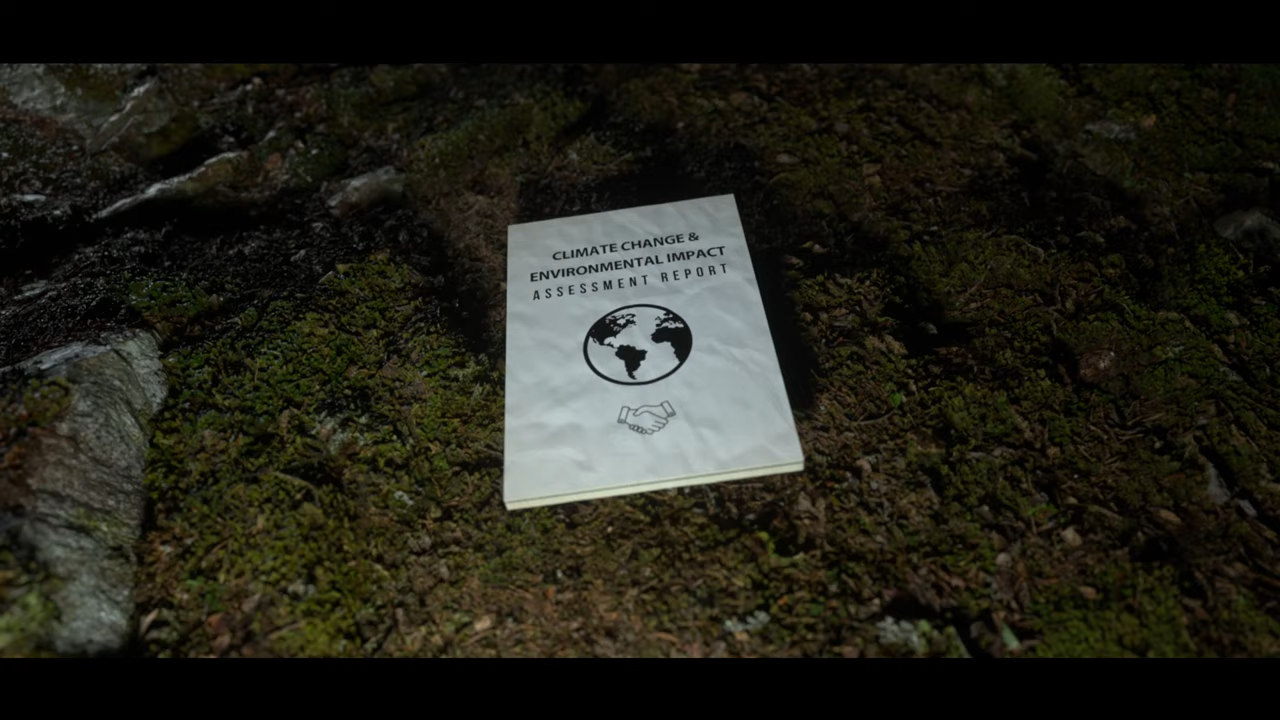 CLIMATE CHANGE &
ENVIRONMENTAL IMPACT
ASSESSMENT REPORT